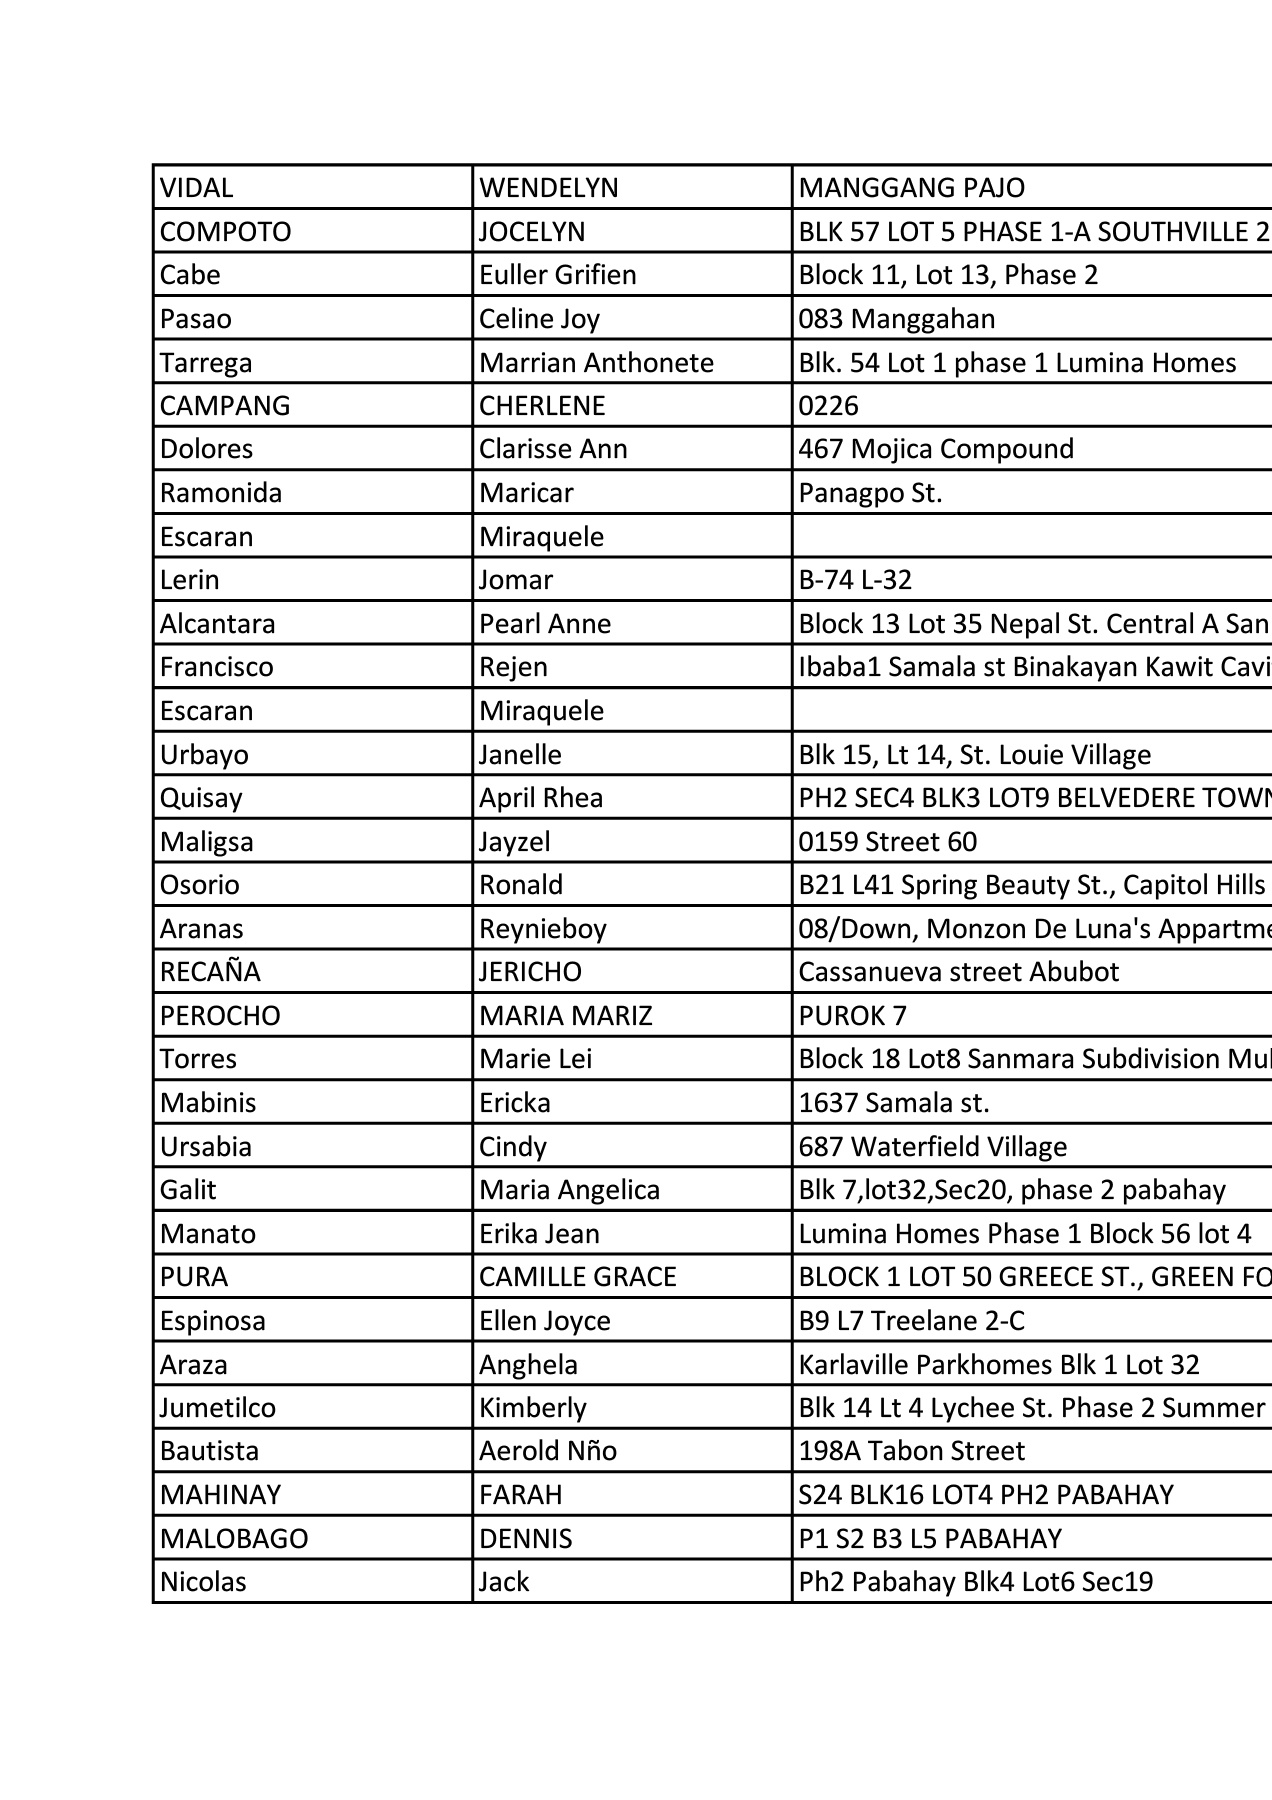 VIDAL WENDELYN MANGGANG PAJO
COMPOTO JOCELYN BLK 57 LOT 5 PHASE 1-A SOUTHVILLE 2
Cabe Euller Grifien Block 11, Lot 13, Phase 2
Pasao Celine Joy 083 Manggahan
Tarrega Marrian Anthonete Blk. 54 Lot 1 phase 1 Lumina Homes
CAMPANG CHERLENE 0226
Dolores Clarisse Ann 467 Mojica Compound
Ramonida Maricar Panagpo St.
Escaran Miraquele
Lerin Jomar B-74 L-32
Alcantara Pearl Anne Block 13 Lot 35 Nepal St. Central A San
Francisco Rejen Ibaba1 Samala st Binakayan Kawit Cavi
Escaran Miraquele
Urbayo Janelle Blk 15, Lt 14, St. Louie Village
Quisay April Rhea PH2 SEC4 BLK3 LOT9 BELVEDERE TOWN
Maligsa Jayzel 0159 Street 60
Osorio Ronald B21 L41 Spring Beauty St., Capitol Hills
Aranas Reynieboy 08/Down, Monzon De Luna's Appartme
RECAÑA JERICHO Cassanueva street Abubot
PEROCHO MARIA MARIZ PUROK 7
Torres Marie Lei Block 18 Lot8 Sanmara Subdivision Mul
Mabinis Ericka 1637 Samala st.
Ursabia Cindy 687 Waterfield Village
Galit Maria Angelica Blk 7,lot32,Sec20, phase 2 pabahay
Manato Erika Jean Lumina Homes Phase 1 Block 56 lot 4
PURA CAMILLE GRACE BLOCK 1 LOT 50 GREECE ST., GREEN FO
Espinosa Ellen Joyce B9 L7 Treelane 2-C
Araza Anghela Karlaville Parkhomes Blk 1 Lot 32
Jumetilco Kimberly Blk 14 Lt 4 Lychee St. Phase 2 Summer
Bautista Aerold Nño 198A Tabon Street
MAHINAY FARAH S24 BLK16 LOT4 PH2 PABAHAY
MALOBAGO DENNIS P1 S2 B3 L5 PABAHAY
Nicolas Jack Ph2 Pabahay Blk4 Lot6 Sec19